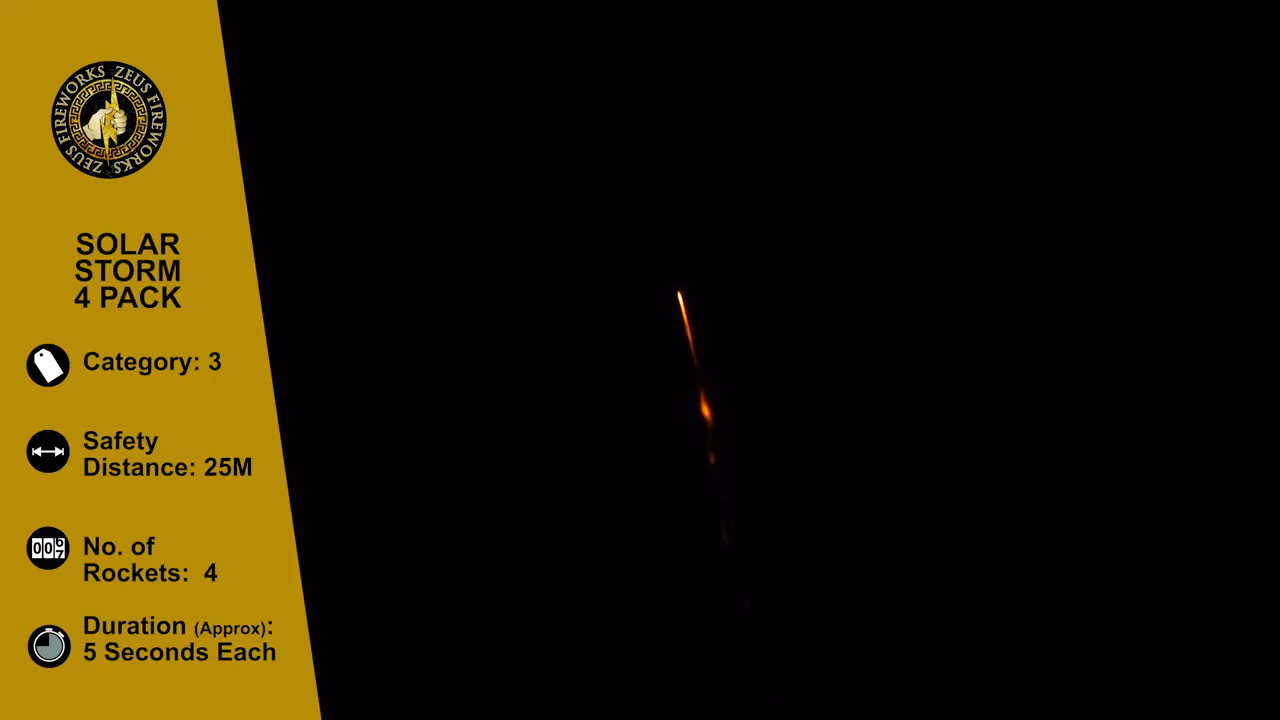 ZEUS FIREWORKS ZEUS FIREWORKS
SOLAR
STORM
4 PACK
Category: 3
Safety
Distance: 25M
No. of
Rockets: 4
Duration (Approx):
5 Seconds Each